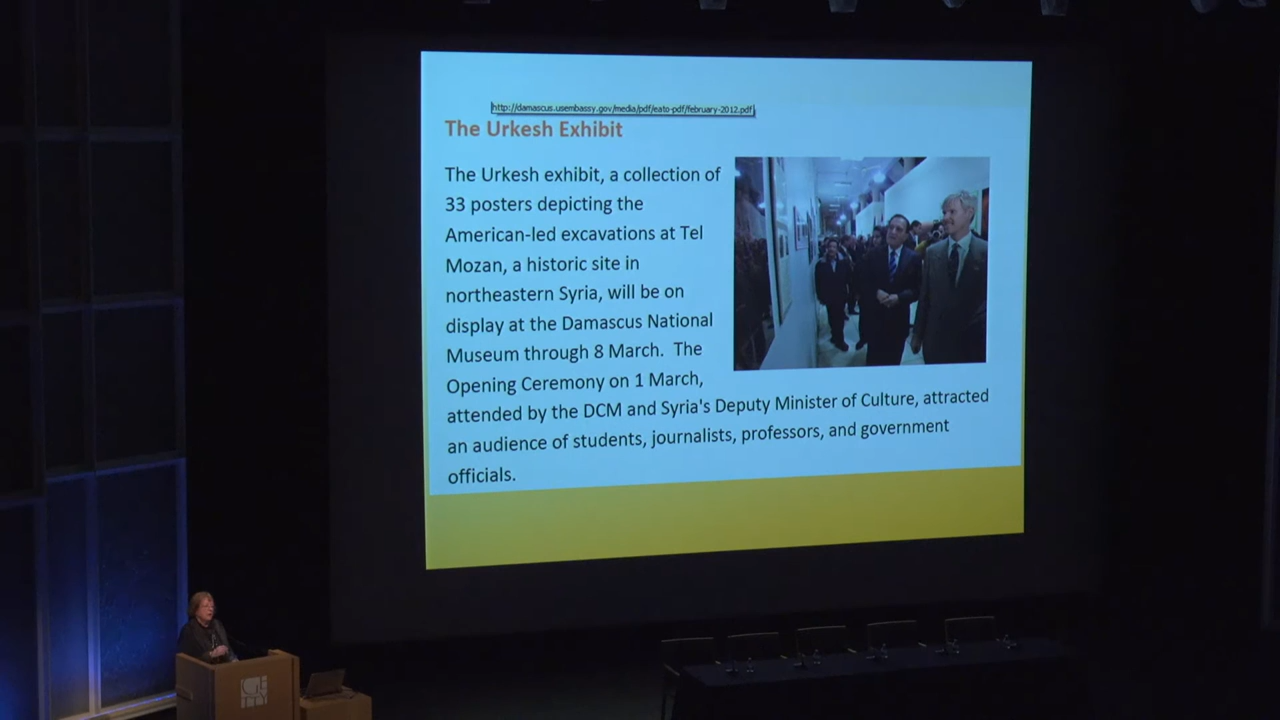 http://damascus.usembassy.gov/media/pdf/eato-pdf/february-2012.pdf
The Urkesh Exhibit
The Urkesh exhibit, a collection of
33 posters depicting the
American-led excavations at Tel
Mozan, a historic site in
northeastern Syria, will be on
display at the Damascus National
Museum through 8 March.  The
Opening Ceremony on 1 March,
attended by the DCM and Syria's Deputy Minister of Culture, attracted
an audience of students, journalists, professors, and government
officials.